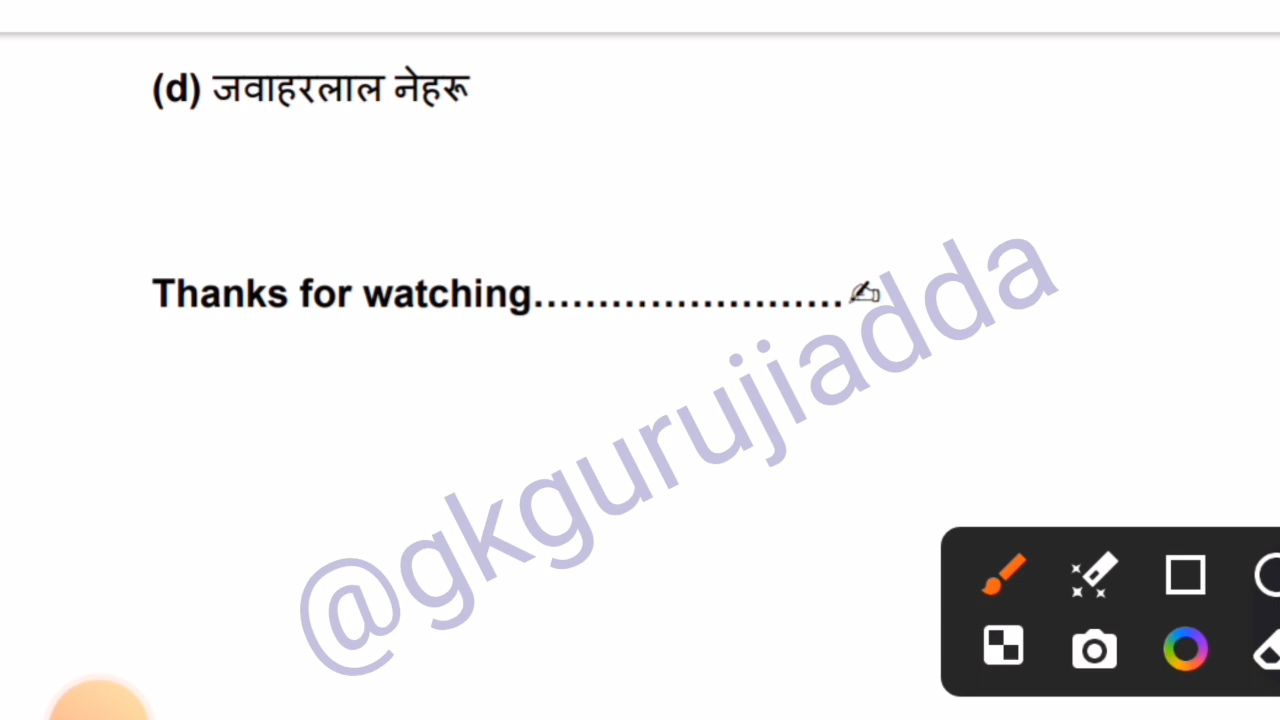 (d) जवाहरलाल नेहरू
Thanks for watching........................✍
@gkgurujiadda